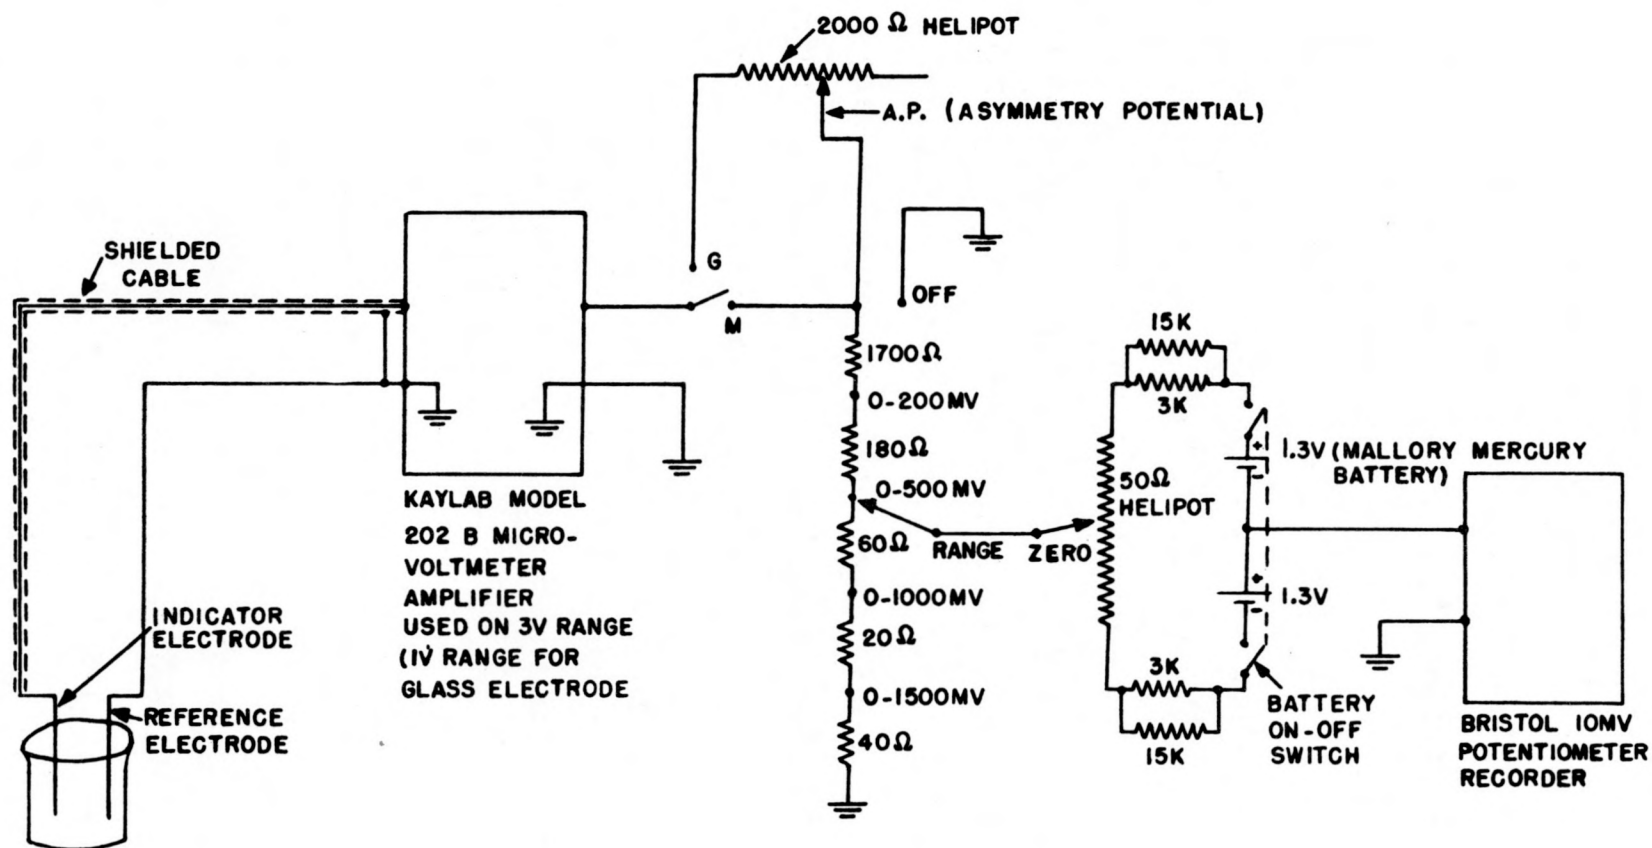 2000 Ω HELIPOT
A.P. (ASYMMETRY POTENTIAL)
SHIELDED
CABLE
G
M
OFF
1700Ω
0-200MV
180Ω
0-500 MV
60Ω
RANGE
ZERO
0-1000MV
20Ω
0-1500MV
40Ω
15K
3K
50Ω
HELIPOT
+
1.3V (MALLORY MERCURY
BATTERY)
-
+
1.3V
-
3K
15K
BATTERY
ON-OFF
SWITCH
KAYLAB MODEL
202 B MICRO-
VOLTMETER
AMPLIFIER
USED ON 3V RANGE
(1V RANGE FOR
GLASS ELECTRODE
INDICATOR
ELECTRODE
REFERENCE
ELECTRODE
BRISTOL 10MV
POTENTIOMETER
RECORDER